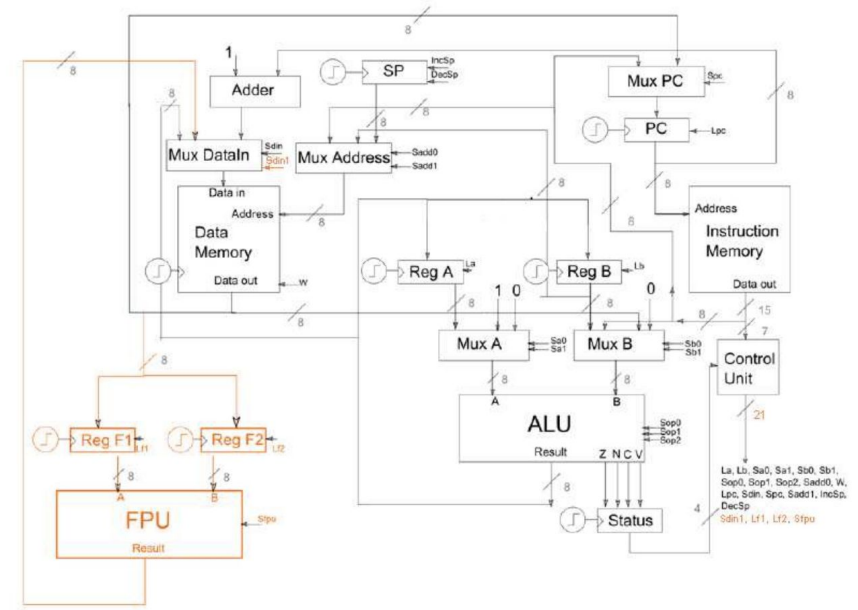 8
8
1
Adder
SP
IncSp
DecSp
8
8
8
Mux PC
Spc
8
PC
Lpc
Mux DataIn
Sdin
Sdin1
Mux Address
Sadd0
Sadd1
8
8
8
Data in
Address
Data
Memory
Data out
W
8
Address
Instruction
Memory
Data out
Reg A
La
Reg B
Lb
8
1 0
8
0
8
15
8
7
Mux A
Sa0
Sa1
Mux B
Sb0
Sb1
Control
Unit
8
8
8
A
B
ALU
Result
Z N C V
Sop0
Sop1
Sop2
21
Reg F1
Lf1
Reg F2
Lf2
8
8
A
B
FPU
Result
Sfpu
8
Status
4
La, Lb, Sa0, Sa1, Sb0, Sb1,
Sop0, Sop1, Sop2, Sadd0, W,
Lpc, Sdin, Spc, Sadd1, IncSp,
DecSp
Sdin1, Lf1, Lf2, Sfpu